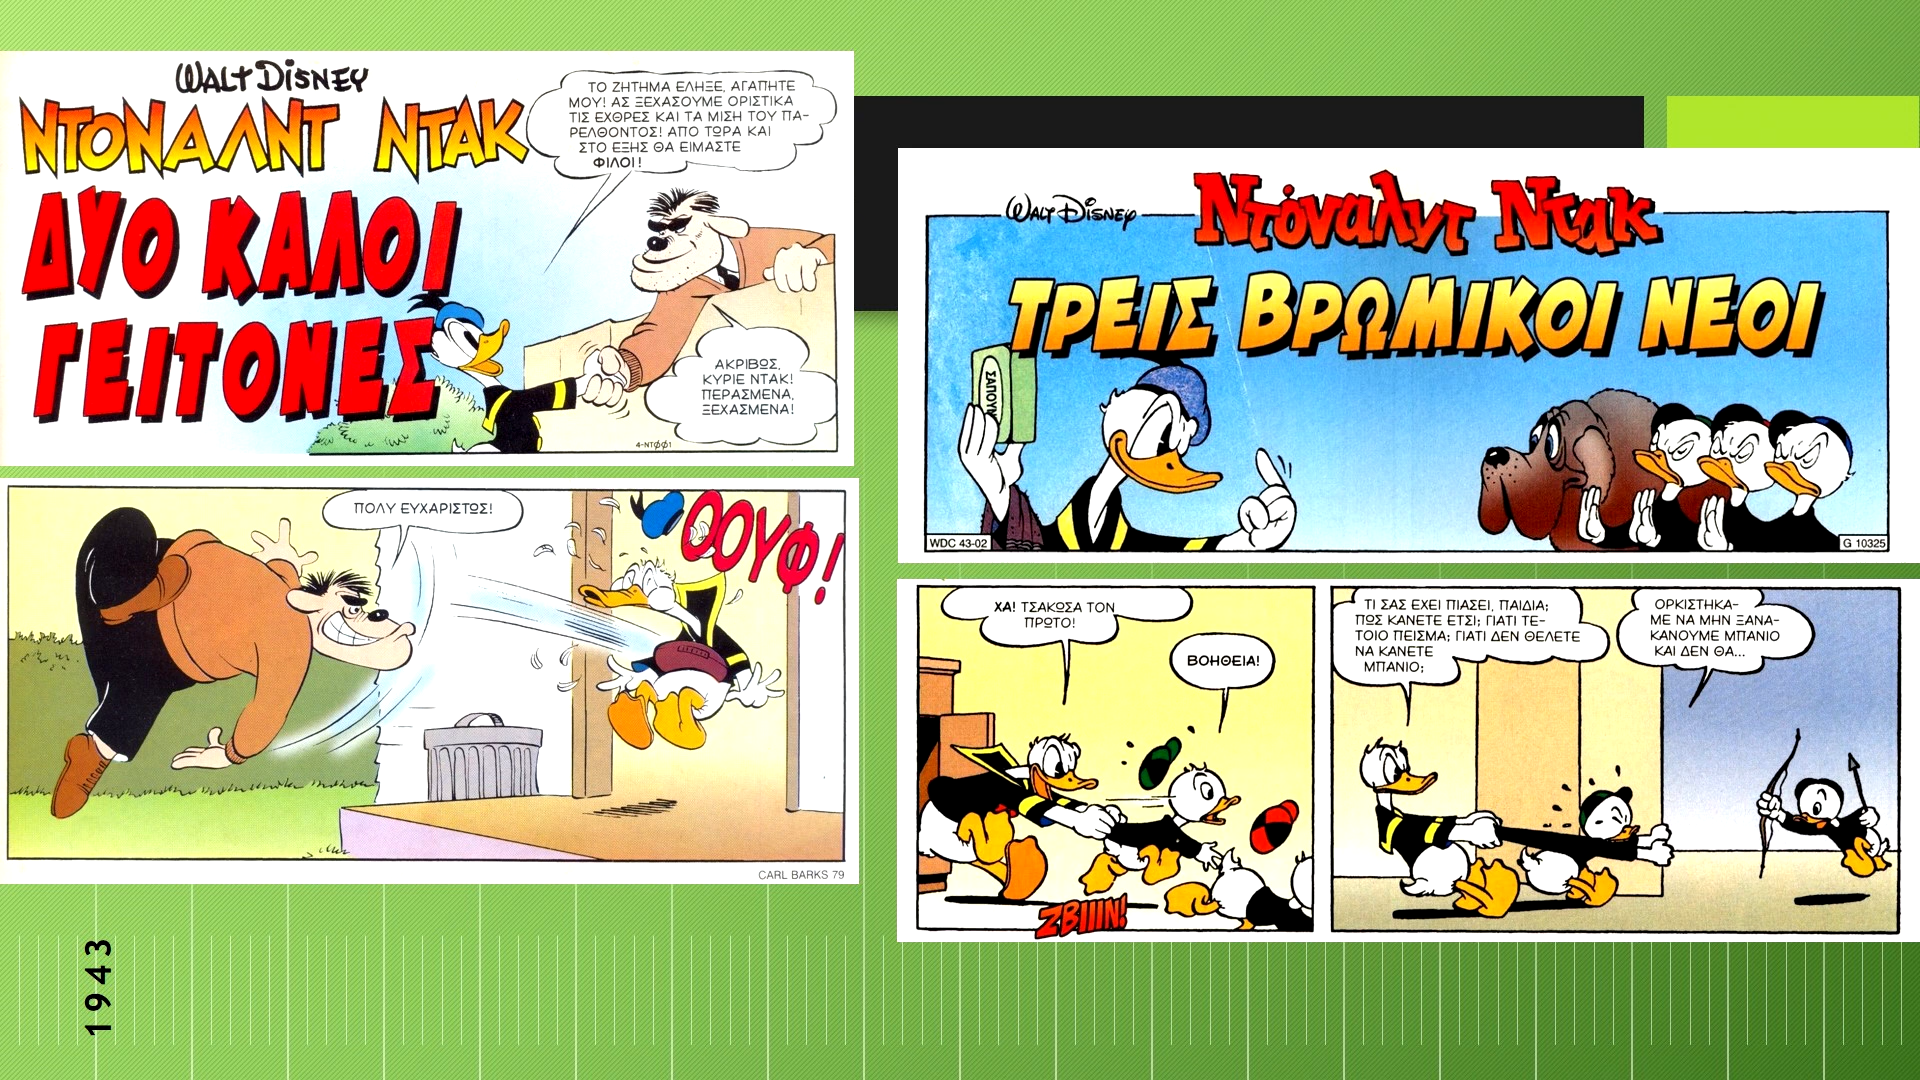 WALT DISNEY
ΝΤΟΝΑΛΝΤ ΝΤΑΚ
ΔΥΟ ΚΑΛΟΙ
ΓΕΙΤΟΝΕΣ
ΤΟ ΖΗΤΗΜΑ ΕΛΗΞΕ, ΑΓΑΠΗΤΕ
ΜΟΥ! ΑΣ ΞΕΧΑΣΟΥΜΕ ΟΡΙΣΤΙΚΑ
ΤΙΣ ΕΧΘΡΕΣ ΚΑΙ ΤΑ ΜΙΣΗ ΤΟΥ ΠΑ-
ΡΕΛΘΟΝΤΟΣ! ΑΠΟ ΤΩΡΑ ΚΑΙ
ΣΤΟ ΕΞΗΣ ΘΑ ΕΙΜΑΣΤΕ
ΦΙΛΟΙ!
ΑΚΡΙΒΩΣ,
ΚΥΡΙΕ ΝΤΑΚ!
ΠΕΡΑΣΜΕΝΑ,
ΞΕΧΑΣΜΕΝΑ!
4-ΝΤΦΦ1
ΠΟΛΥ ΕΥΧΑΡΙΣΤΩΣ!
ΟΟΥΦ!
CARL BARKS 79
1943
WALT DISNEY
Ντόναλντ Ντακ
ΤΡΕΙΣ ΒΡΩΜΙΚΟΙ ΝΕΟΙ
ΣΑΠΟΥΝ
WDC 43-02
G 10325
ΧΑ! ΤΣΑΚΩΣΑ ΤΟΝ
ΠΡΩΤΟ!
ΒΟΗΘΕΙΑ!
ΖΒΙΙΙΝ!
ΤΙ ΣΑΣ ΕΧΕΙ ΠΙΑΣΕΙ, ΠΑΙΔΙΑ;
ΠΩΣ ΚΑΝΕΤΕ ΕΤΣΙ; ΓΙΑΤΙ ΤΕ-
ΤΟΙΟ ΠΕΙΣΜΑ; ΓΙΑΤΙ ΔΕΝ ΘΕΛΕΤΕ
ΝΑ ΚΑΝΕΤΕ
ΜΠΑΝΙΟ;
ΟΡΚΙΣΤΗΚΑ-
ΜΕ ΝΑ ΜΗΝ ΞΑΝΑ-
ΚΑΝΟΥΜΕ ΜΠΑΝΙΟ
ΚΑΙ ΔΕΝ ΘΑ...